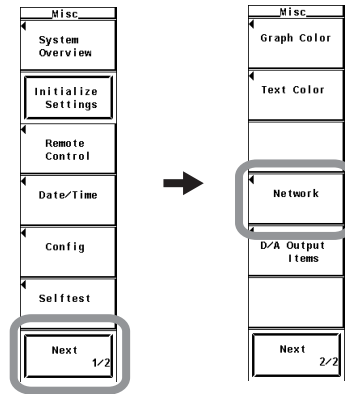 Misc
System
Overview
Initialize
Settings
Remote
Control
Date/Time
Config
Selftest
Next
1/2
Misc
Graph Color
Text Color
Network
D/A Output
Items
Next
2/2